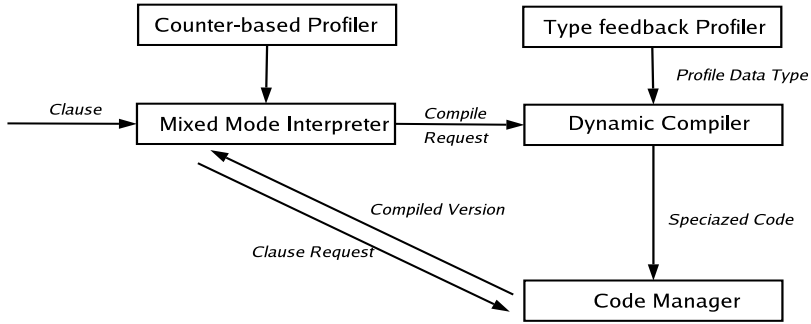 Counter-based Profiler
Type feedback Profiler
Profile Data Type
Clause
Mixed Mode Interpreter
Compile
Request
Dynamic Compiler
Compiled Version
Clause Request
Speciazed Code
Code Manager